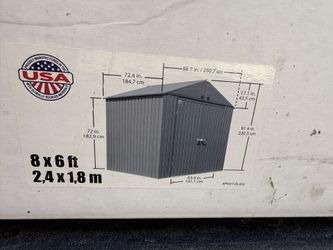 USA
72,4 in.
184,7 cm
98.7 in / 250,7 cm
17.1 in.
43,5 cm
72 in.
182,9 cm
91.4 in.
232,3 cm
63.4 in.
161,1 cm
8 x 6 ft
2,4 x 1,8 m